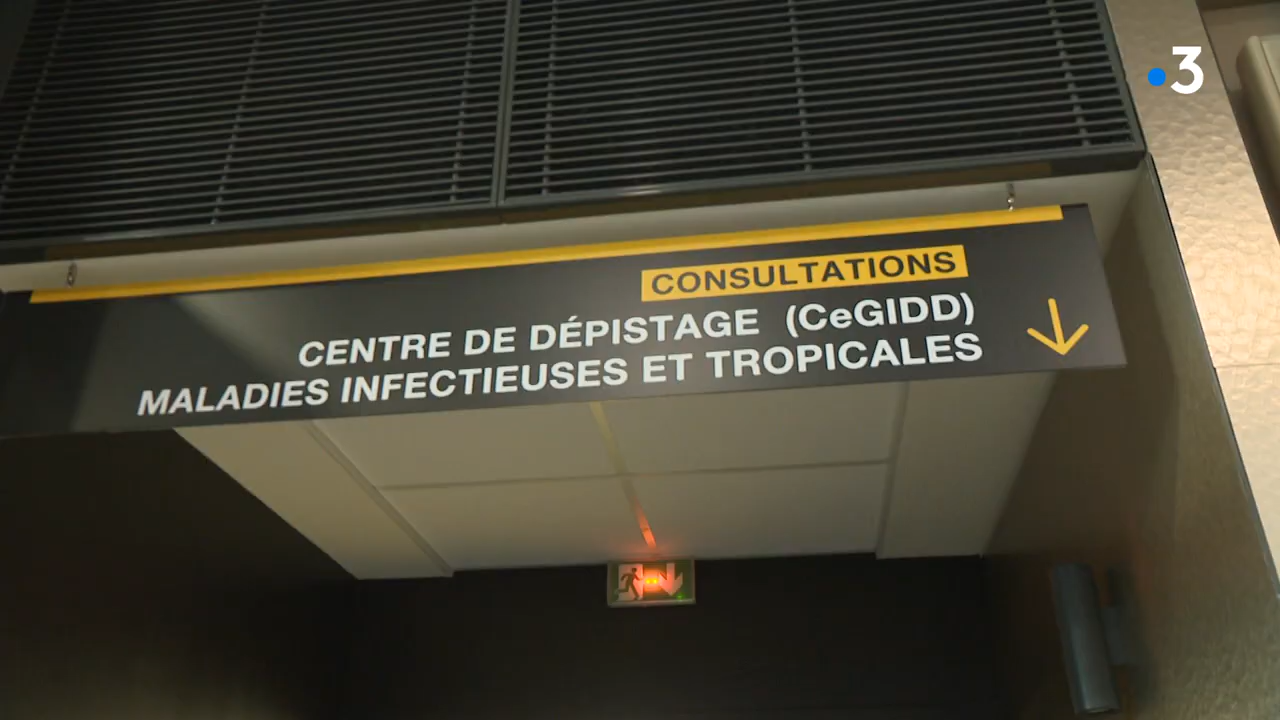 3
CONSULTATIONS
CENTRE DE DÉPISTAGE (CeGIDD)
MALADIES INFECTIEUSES ET TROPICALES